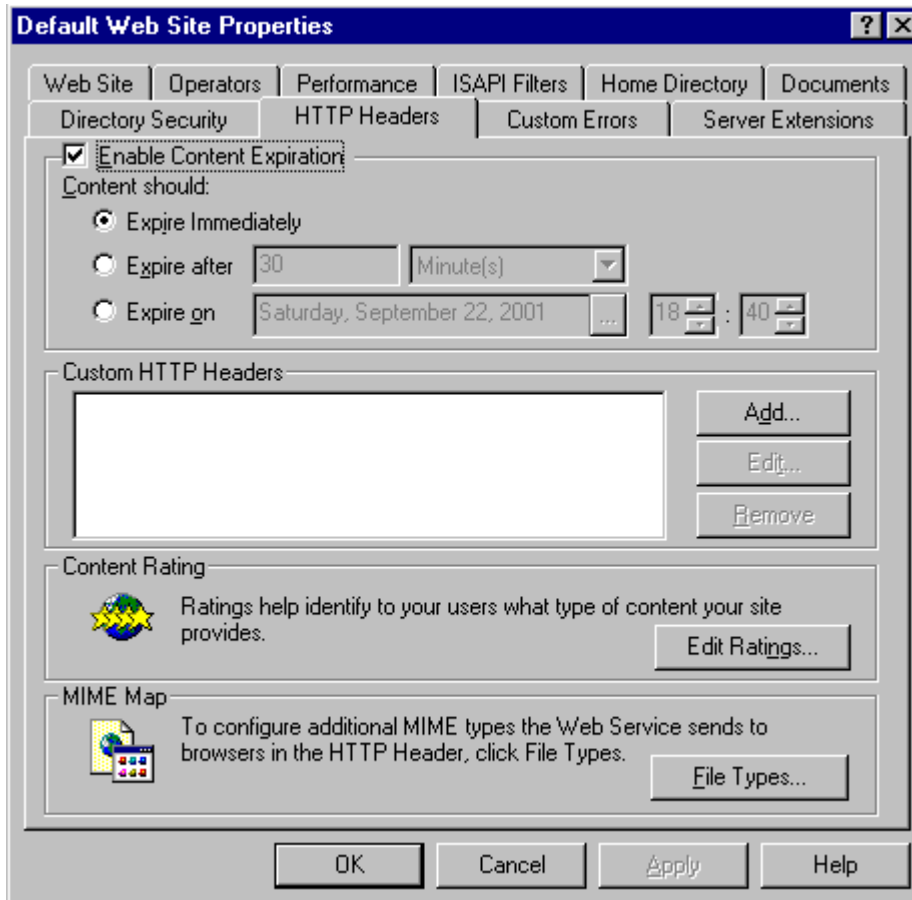 Default Web Site Properties
Web Site Operators Performance ISAPI Filters Home Directory Documents
Directory Security HTTP Headers Custom Errors Server Extensions
Enable Content Expiration
Content should:
Expire Immediately
Expire after 30 Minute(s)
Expire on Saturday, September 22, 2001 ... 18 : 40
Custom HTTP Headers
Add...
Edit...
Remove
Content Rating
Ratings help identify to your users what type of content your site
provides.
Edit Ratings...
MIME Map
To configure additional MIME types the Web Service sends to
browsers in the HTTP Header, click File Types.
File Types...
OK Cancel Apply Help